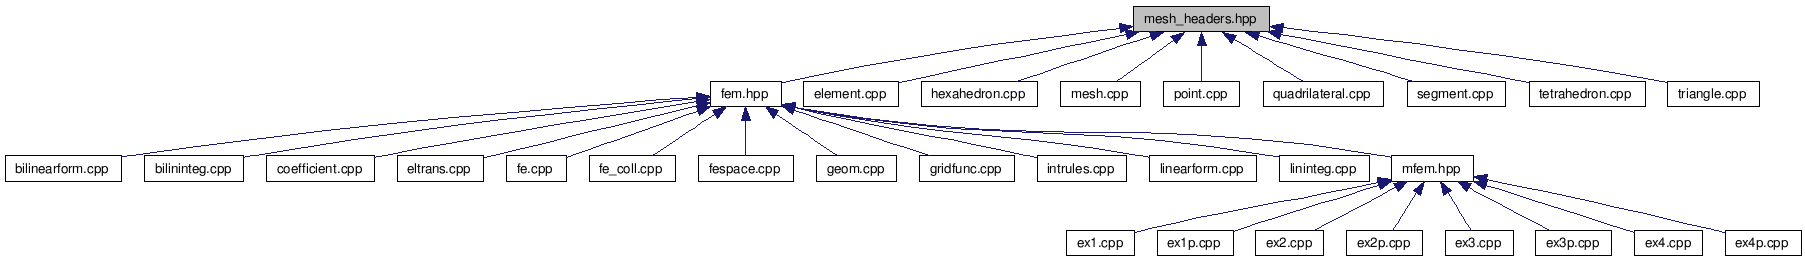 mesh_headers.hpp
fem.hpp
element.cpp
hexahedron.cpp
mesh.cpp
point.cpp
quadrilateral.cpp
segment.cpp
tetrahedron.cpp
triangle.cpp
bilinearform.cpp
bilininteg.cpp
coefficient.cpp
eltrans.cpp
fe.cpp
fe_coll.cpp
fespace.cpp
geom.cpp
gridfunc.cpp
intrules.cpp
linearform.cpp
lininteg.cpp
mfem.hpp
ex1.cpp
ex1p.cpp
ex2.cpp
ex2p.cpp
ex3.cpp
ex3p.cpp
ex4.cpp
ex4p.cpp